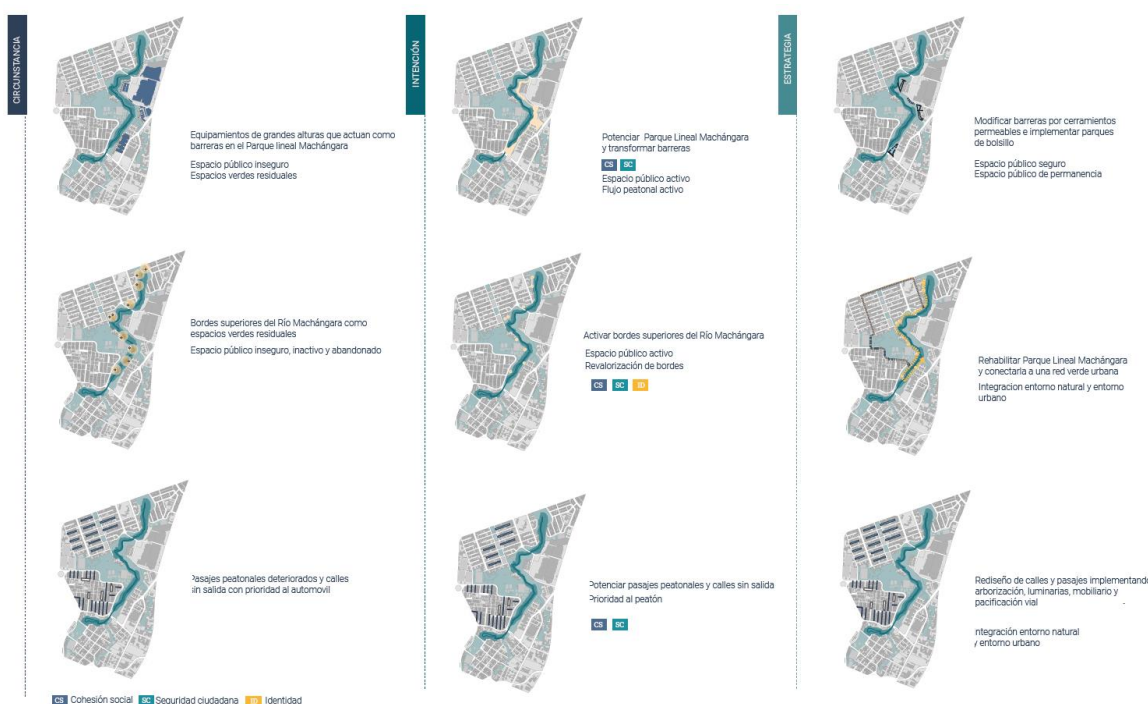 CIRCUNSTANCIA
Equipamientos de grandes alturas que actuan como
barreras en el Parque lineal Machángara
Espacio público inseguro
Espacios verdes residuales
Bordes superiores del Río Machángara como
espacios verdes residuales
Espacio público inseguro, inactivo y abandonado
Pasajes peatonales deteriorados y calles
sin salida con prioridad al automovil
CS Cohesión social SC Seguridad ciudadana ID Identidad
INTENCIÓN
Potenciar Parque Lineal Machángara
y transformar barreras
CS SC
Espacio público activo
Flujo peatonal activo
Activar bordes superiores del Río Machángara
Espacio público activo
Revalorización de bordes
CS SC ID
Potenciar pasajes peatonales y calles sin salida
Prioridad al peatón
CS SC
ESTRATEGIA
Modificar barreras por cerramientos
permeables e implementar parques
de bolsillo
Espacio público seguro
Espacio público de permanencia
Rehabilitar Parque Lineal Machángara
y conectarla a una red verde urbana
Integracion entorno natural y entorno
urbano
Rediseño de calles y pasajes implementando
arborización, luminarias, mobiliario y
pacificación vial
Integración entorno natural
y entorno urbano